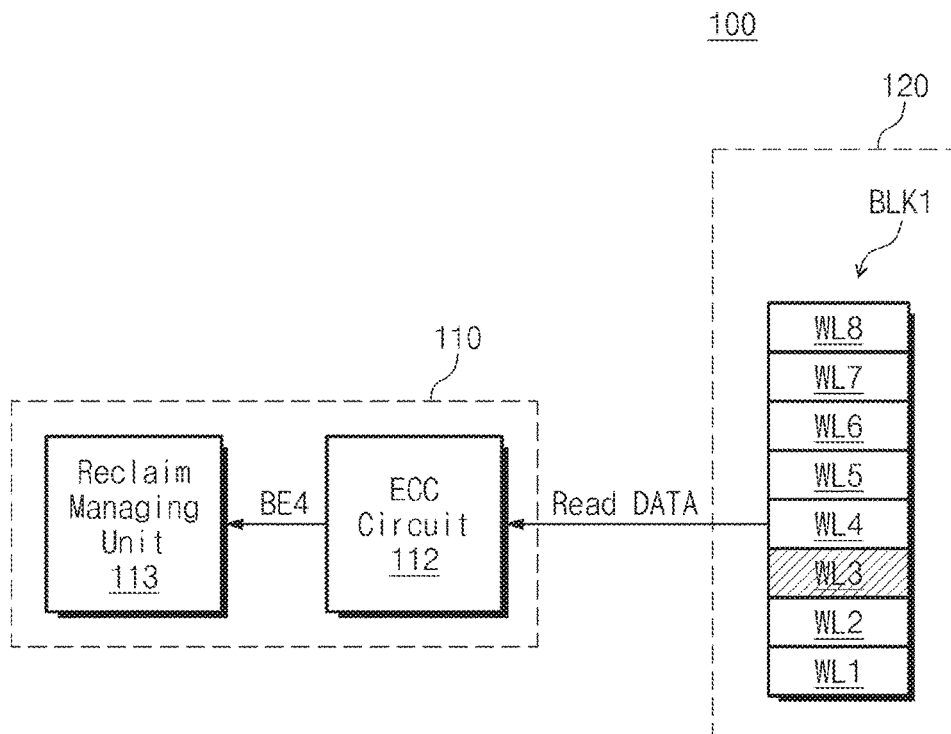 100
120
BLK1
WL8
110
WL7
WL6
Reclaim
Managing
Unit
113
BE4
ECC
Circuit
112
Read DATA
WL5
WL4
WL3
WL2
WL1